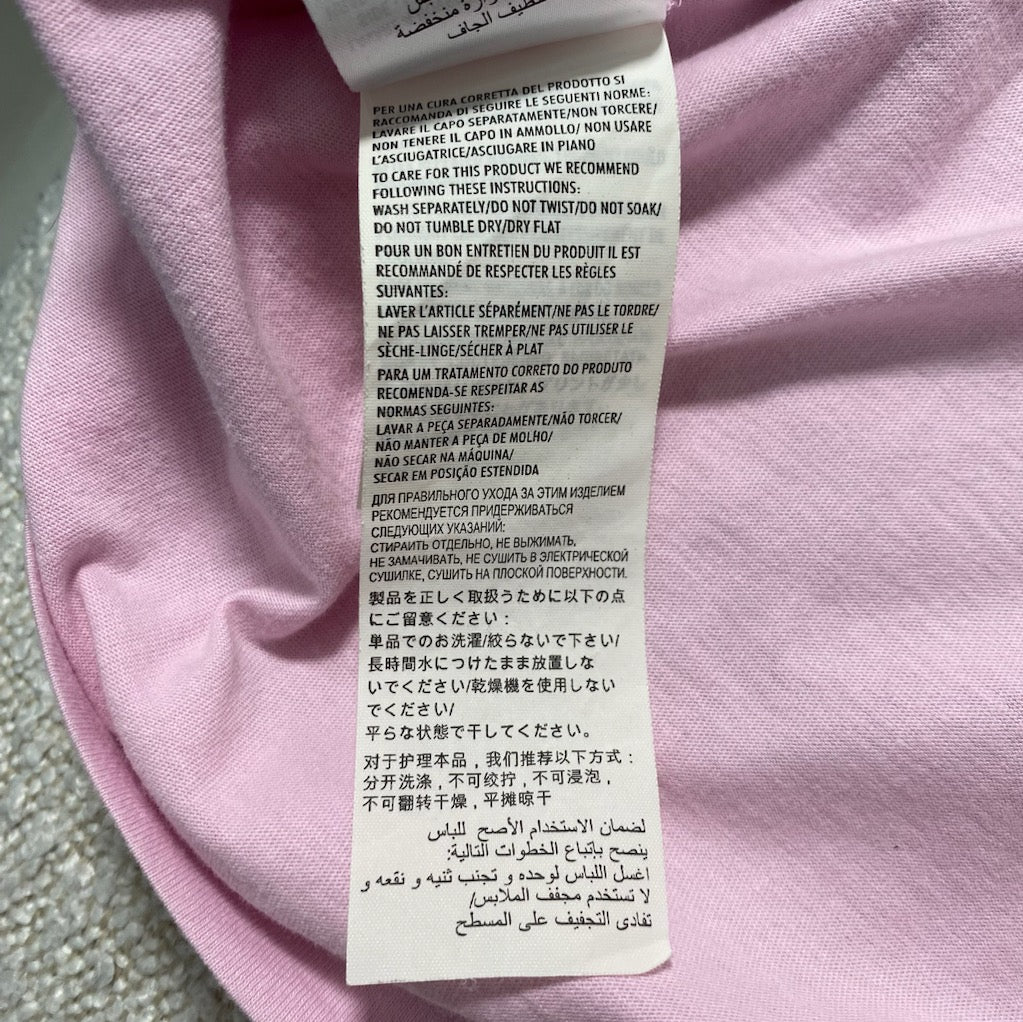 منخفضة
الجاف
PER UNA CURA CORRETTA DEL PRODOTTO SI
RACCOMANDA DI SEGUIRE LE SEGUENTI NORME:
LAVARE IL CAPO SEPARATAMENTE/NON TORCERE/
NON TENERE IL CAPO IN AMMOLLO/ NON USARE
L'ASCIUGATRICE/ASCIUGARE IN PIANO
TO CARE FOR THIS PRODUCT WE RECOMMEND
FOLLOWING THESE INSTRUCTIONS:
WASH SEPARATELY/DO NOT TWIST/DO NOT SOAK/
DO NOT TUMBLE DRY/DRY FLAT
POUR UN BON ENTRETIEN DU PRODUIT IL EST
RECOMMANDÉ DE RESPECTER LES RÈGLES
SUIVANTES:
LAVER L'ARTICLE SÉPARÉMENT/NE PAS LE TORDRE/
NE PAS LAISSER TREMPER/NE PAS UTILISER LE
SÈCHE-LINGE/SÉCHER À PLAT
PARA UM TRATAMENTO CORRETO DO PRODUTO
RECOMENDA-SE RESPEITAR AS
NORMAS SEGUINTES:
LAVAR A PEÇA SEPARADAMENTE/NÃO TORCER/
NÃO MANTER A PEÇA DE MOLHO/
NÃO SECAR NA MÁQUINA/
SECAR EM POSIÇÃO ESTENDIDA
ДЛЯ ПРАВИЛЬНОГО УХОДА ЗА ЭТИМ ИЗДЕЛИЕМ
РЕКОМЕНДУЕТСЯ ПРИДЕРЖИВАТЬСЯ
СЛЕДУЮЩИХ УКАЗАНИЙ:
СТИРАИТЬ ОТДЕЛЬНО, НЕ ВЫЖИМАТЬ,
НЕ ЗАМАЧИВАТЬ, НЕ СУШИТЬ В ЭЛЕКТРИЧЕСКОЙ
СУШИЛКЕ, СУШИТЬ НА ПЛОСКОЙ ПОВЕРХНОСТИ.
製品を正しく取扱うために以下の点
にご留意ください：
単品でのお洗濯/絞らないで下さい/
長時間水につけたまま放置しな
いでください/乾燥機を使用しない
でください/
平らな状態で干してください。
对于护理本品，我们推荐以下方式：
分开洗涤，不可绞拧，不可浸泡，
不可翻转干燥，平摊晾干
لضمان الاستخدام الأصح للباس
ينصح بإتباع الخطوات التالية:
اغسل اللباس لوحده و تجنب ثنيه و نقعه و
لا تستخدم مجفف الملابس/
تفادى التجفيف على المسطح